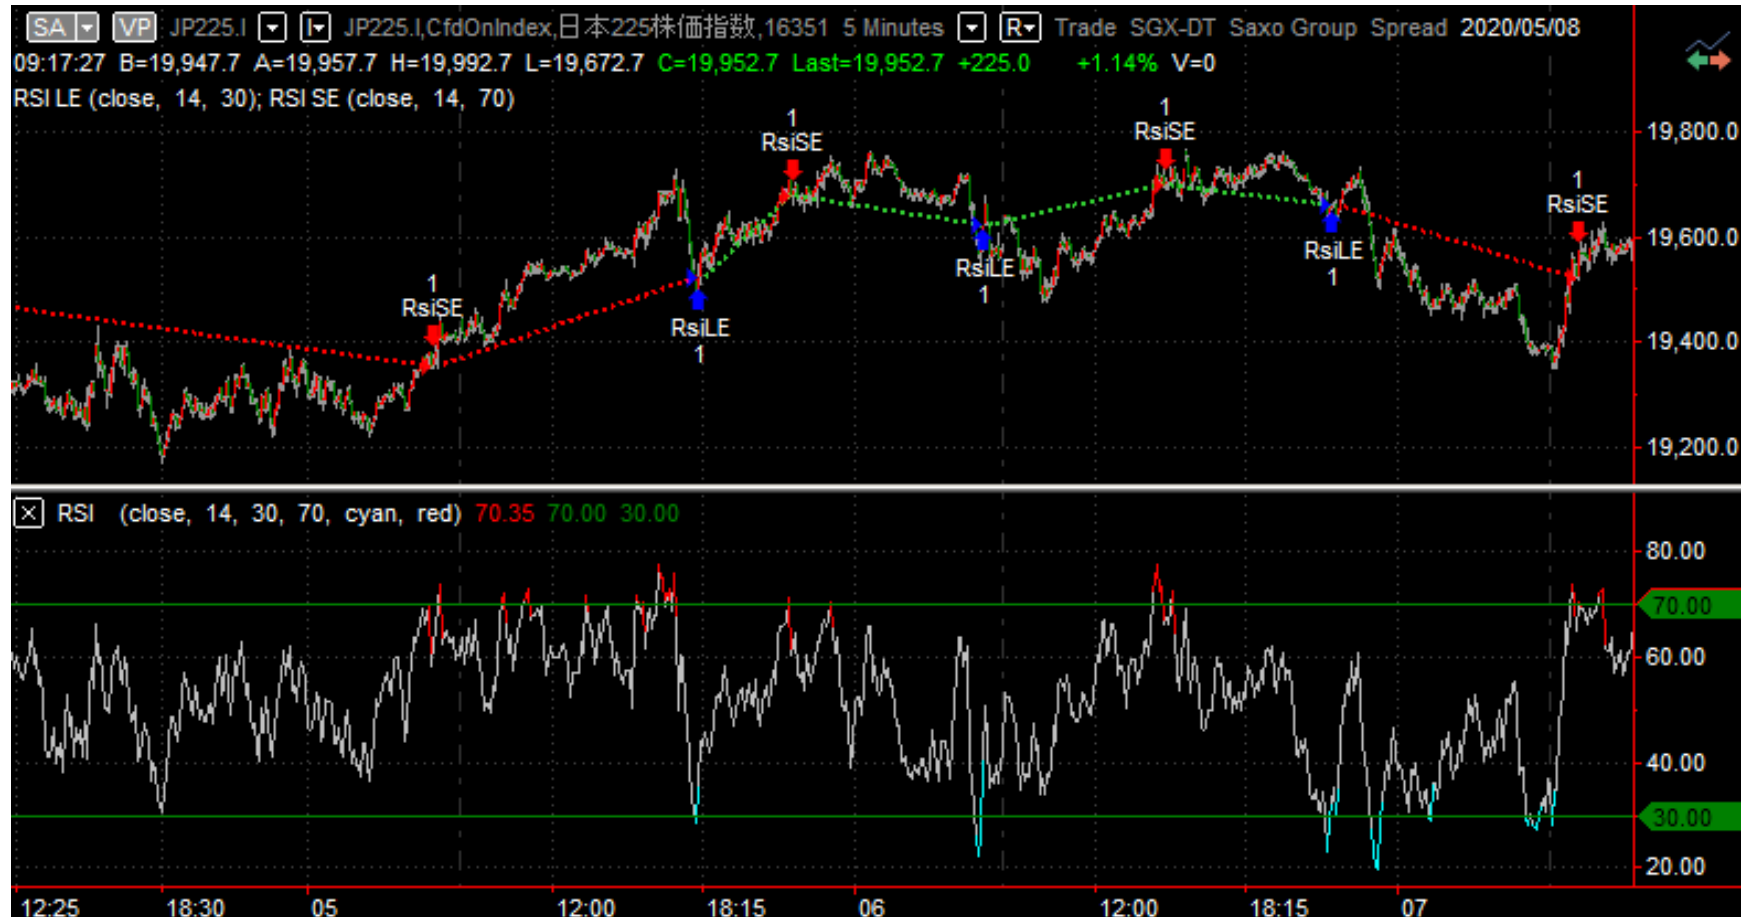 SA VP JP225.I I JP225.I,CfdOnIndex,日本225株価指数,16351 5 Minutes R Trade SGX-DT Saxo Group Spread 2020/05/08
09:17:27 B=19,947.7 A=19,957.7 H=19,992.7 L=19,672.7 C=19,952.7 Last=19,952.7 +225.0 +1.14% V=0
RSI LE (close, 14, 30); RSI SE (close, 14, 70)
1
RsiSE
1
RsiSE
19,800.0
1
RsiSE
1
RsiSE
19,600.0
RsiLE
1
RsiLE
1
1
RsiSE
RsiLE
1
19,400.0
19,200.0
RSI (close, 14, 30, 70, cyan, red) 70.35 70.00 30.00
80.00
70.00
60.00
40.00
30.00
20.00
12:25 18:30 05 12:00 18:15 06 12:00 18:15 07